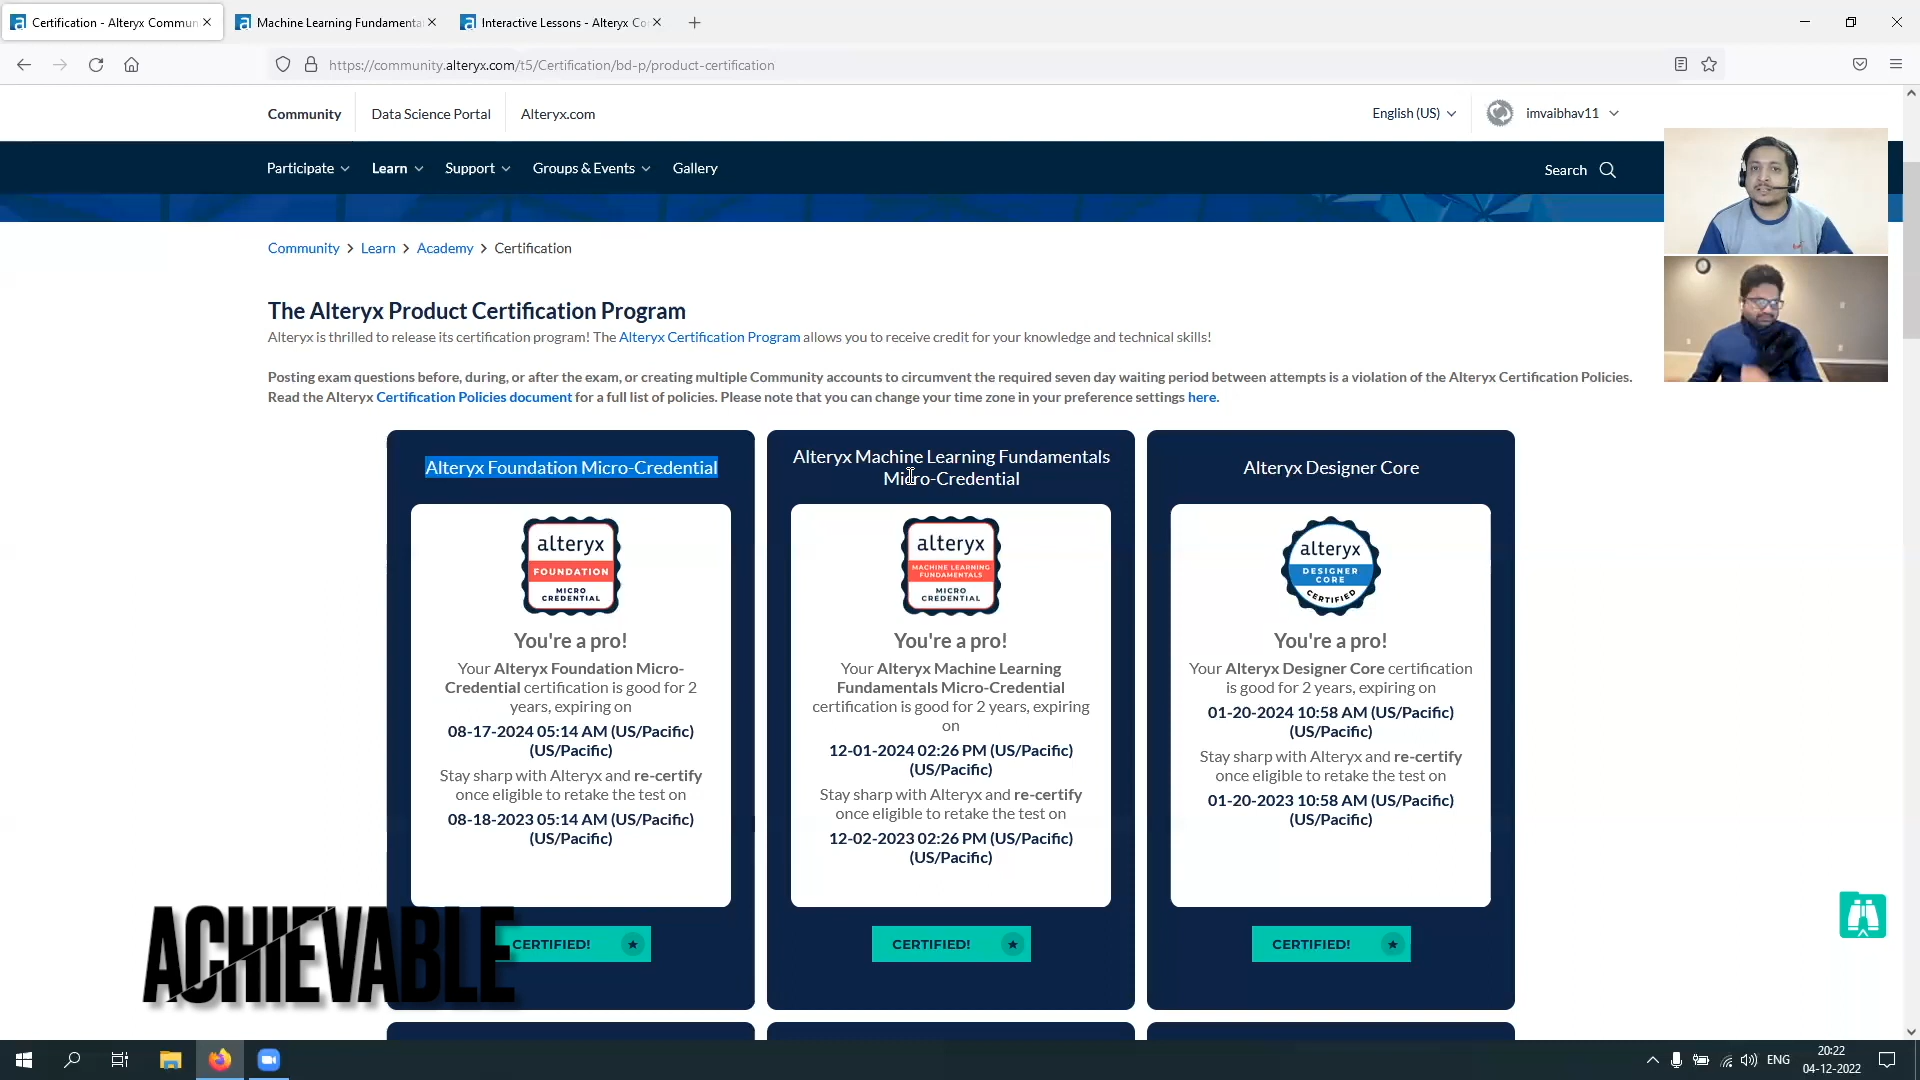 Certification - Alteryx Commun
Machine Learning Fundamenta
Interactive Lessons - Alteryx Co
https://community.alteryx.com/t5/Certification/bd-p/product-certification
Community
Data Science Portal
Alteryx.com
English (US)
imvaibhav11
Participate
Learn
Support
Groups & Events
Gallery
Search
Community > Learn > Academy > Certification
The Alteryx Product Certification Program
Alteryx is thrilled to release its certification program! The Alteryx Certification Program allows you to receive credit for your knowledge and technical skills!
Posting exam questions before, during, or after the exam, or creating multiple Community accounts to circumvent the required seven day waiting period between attempts is a violation of the Alteryx Certification Policies.
Read the Alteryx Certification Policies document for a full list of policies. Please note that you can change your time zone in your preference settings here.
Alteryx Foundation Micro-Credential
alteryx
FOUNDATION
MICRO
CREDENTIAL
You're a pro!
Your Alteryx Foundation Micro-
Credential certification is good for 2
years, expiring on
08-17-2024 05:14 AM (US/Pacific)
(US/Pacific)
Stay sharp with Alteryx and re-certify
once eligible to retake the test on
08-18-2023 05:14 AM (US/Pacific)
(US/Pacific)
CERTIFIED!
Alteryx Machine Learning Fundamentals
Micro-Credential
alteryx
MACHINE LEARNING
FUNDAMENTALS
MICRO
CREDENTIAL
You're a pro!
Your Alteryx Machine Learning
Fundamentals Micro-Credential
certification is good for 2 years, expiring
on
12-01-2024 02:26 PM (US/Pacific)
(US/Pacific)
Stay sharp with Alteryx and re-certify
once eligible to retake the test on
12-02-2023 02:26 PM (US/Pacific)
(US/Pacific)
CERTIFIED!
Alteryx Designer Core
alteryx
DESIGNER
CORE
CERTIFIED
You're a pro!
Your Alteryx Designer Core certification
is good for 2 years, expiring on
01-20-2024 10:58 AM (US/Pacific)
(US/Pacific)
Stay sharp with Alteryx and re-certify
once eligible to retake the test on
01-20-2023 10:58 AM (US/Pacific)
(US/Pacific)
CERTIFIED!
ACHIEVABLE
ENG
20:22
04-12-2022